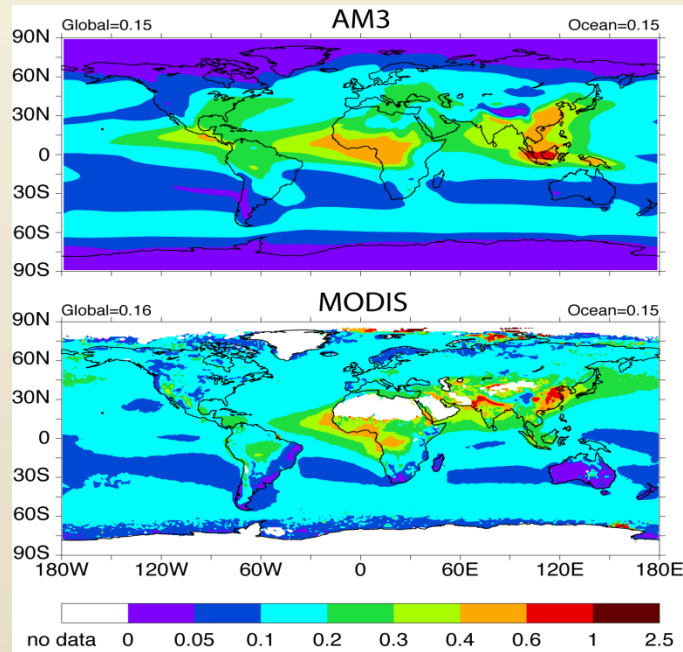 AM3
Global=0.15 Ocean=0.15
90N
60N
30N
0
30S
60S
90S
MODIS
Global=0.16 Ocean=0.15
90N
60N
30N
0
30S
60S
90S
180W 120W 60W 0 60E 120E 180E
no data 0 0.05 0.1 0.2 0.3 0.4 0.6 1 2.5